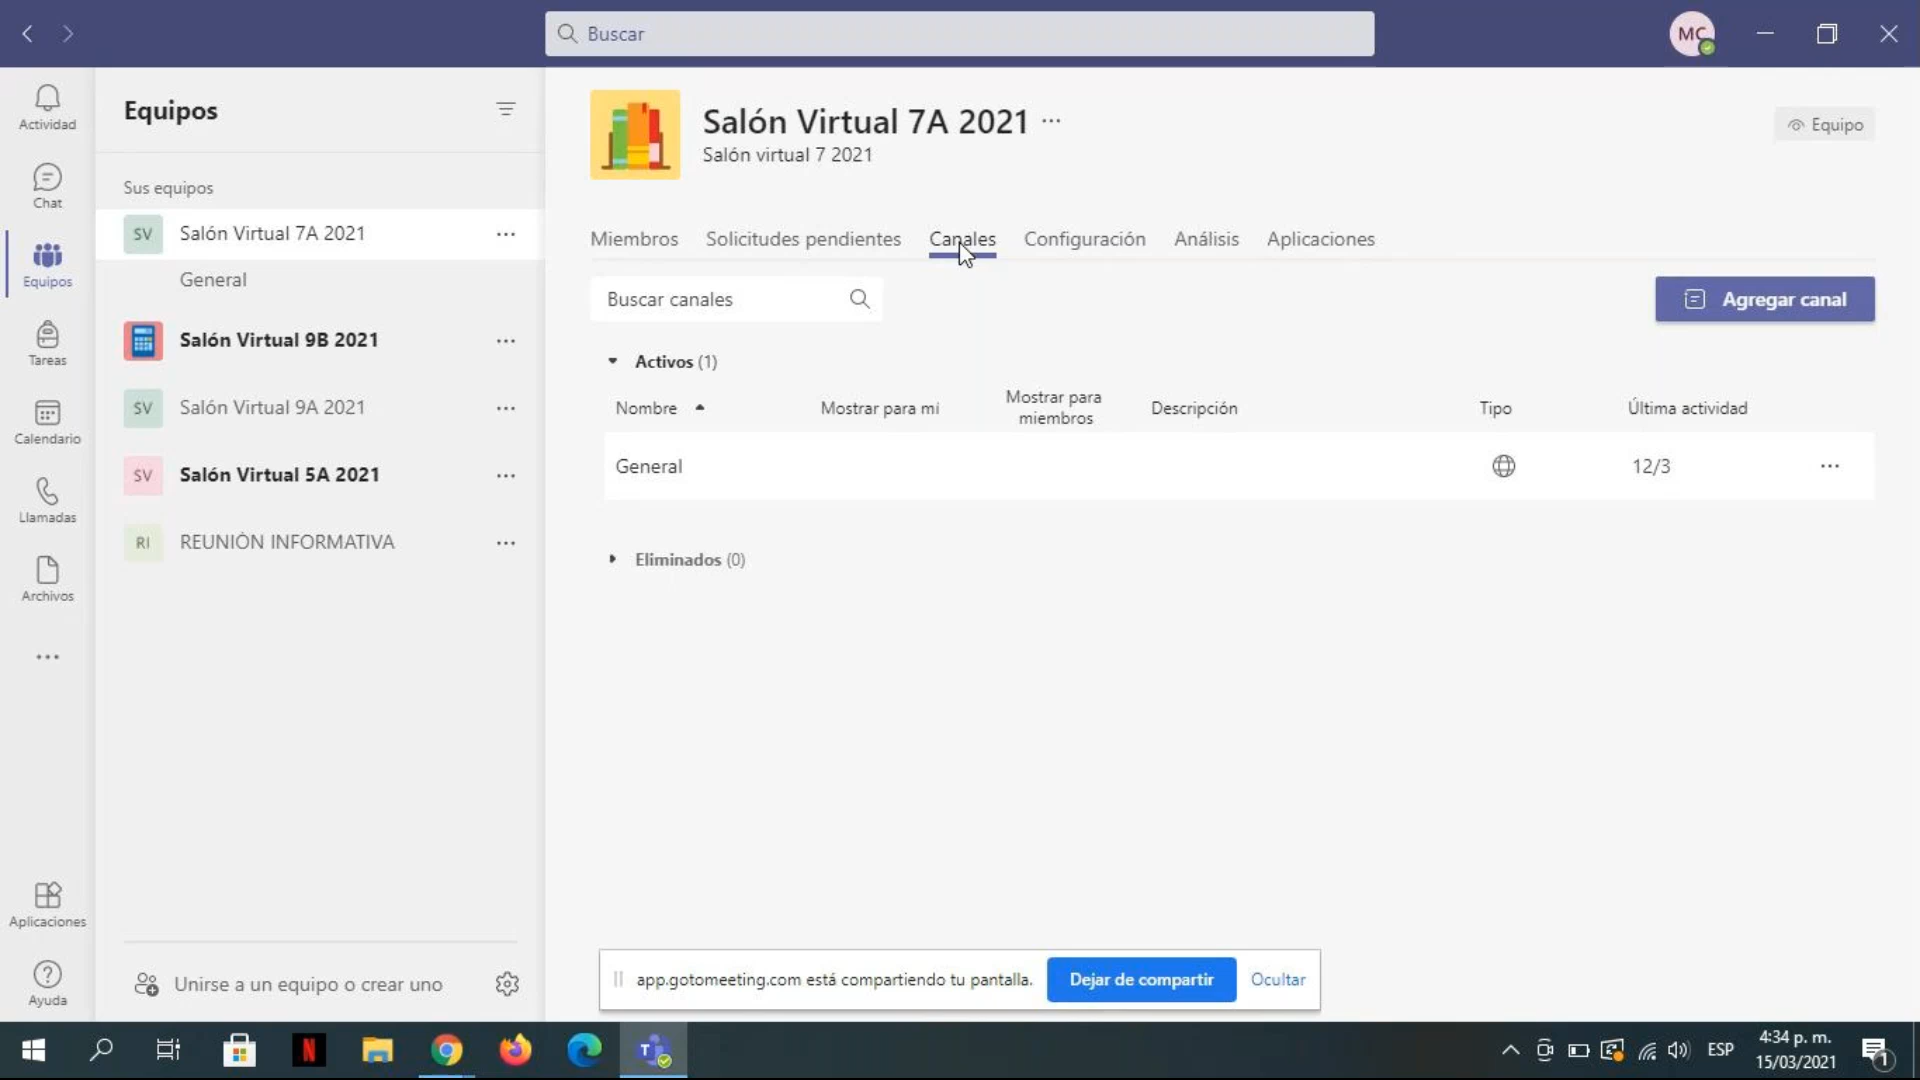 Buscar
MC
Actividad
Chat
Equipos
Tareas
Calendario
Llamadas
Archivos
Aplicaciones
Ayuda
Equipos
Sus equipos
SV Salón Virtual 7A 2021
General
Salón Virtual 9B 2021
SV Salón Virtual 9A 2021
SV Salón Virtual 5A 2021
RI REUNIÓN INFORMATIVA
Unirse a un equipo o crear uno
Salón Virtual 7A 2021
Salón virtual 7 2021
Equipo
Miembros Solicitudes pendientes Canales Configuración Análisis Aplicaciones
Buscar canales
Agregar canal
Activos (1)
Nombre Mostrar para mí Mostrar para miembros Descripción Tipo Última actividad
General 12/3
Eliminados (0)
app.gotomeeting.com está compartiendo tu pantalla. Dejar de compartir Ocultar
N
T
ESP
4:34 p. m.
15/03/2021
1